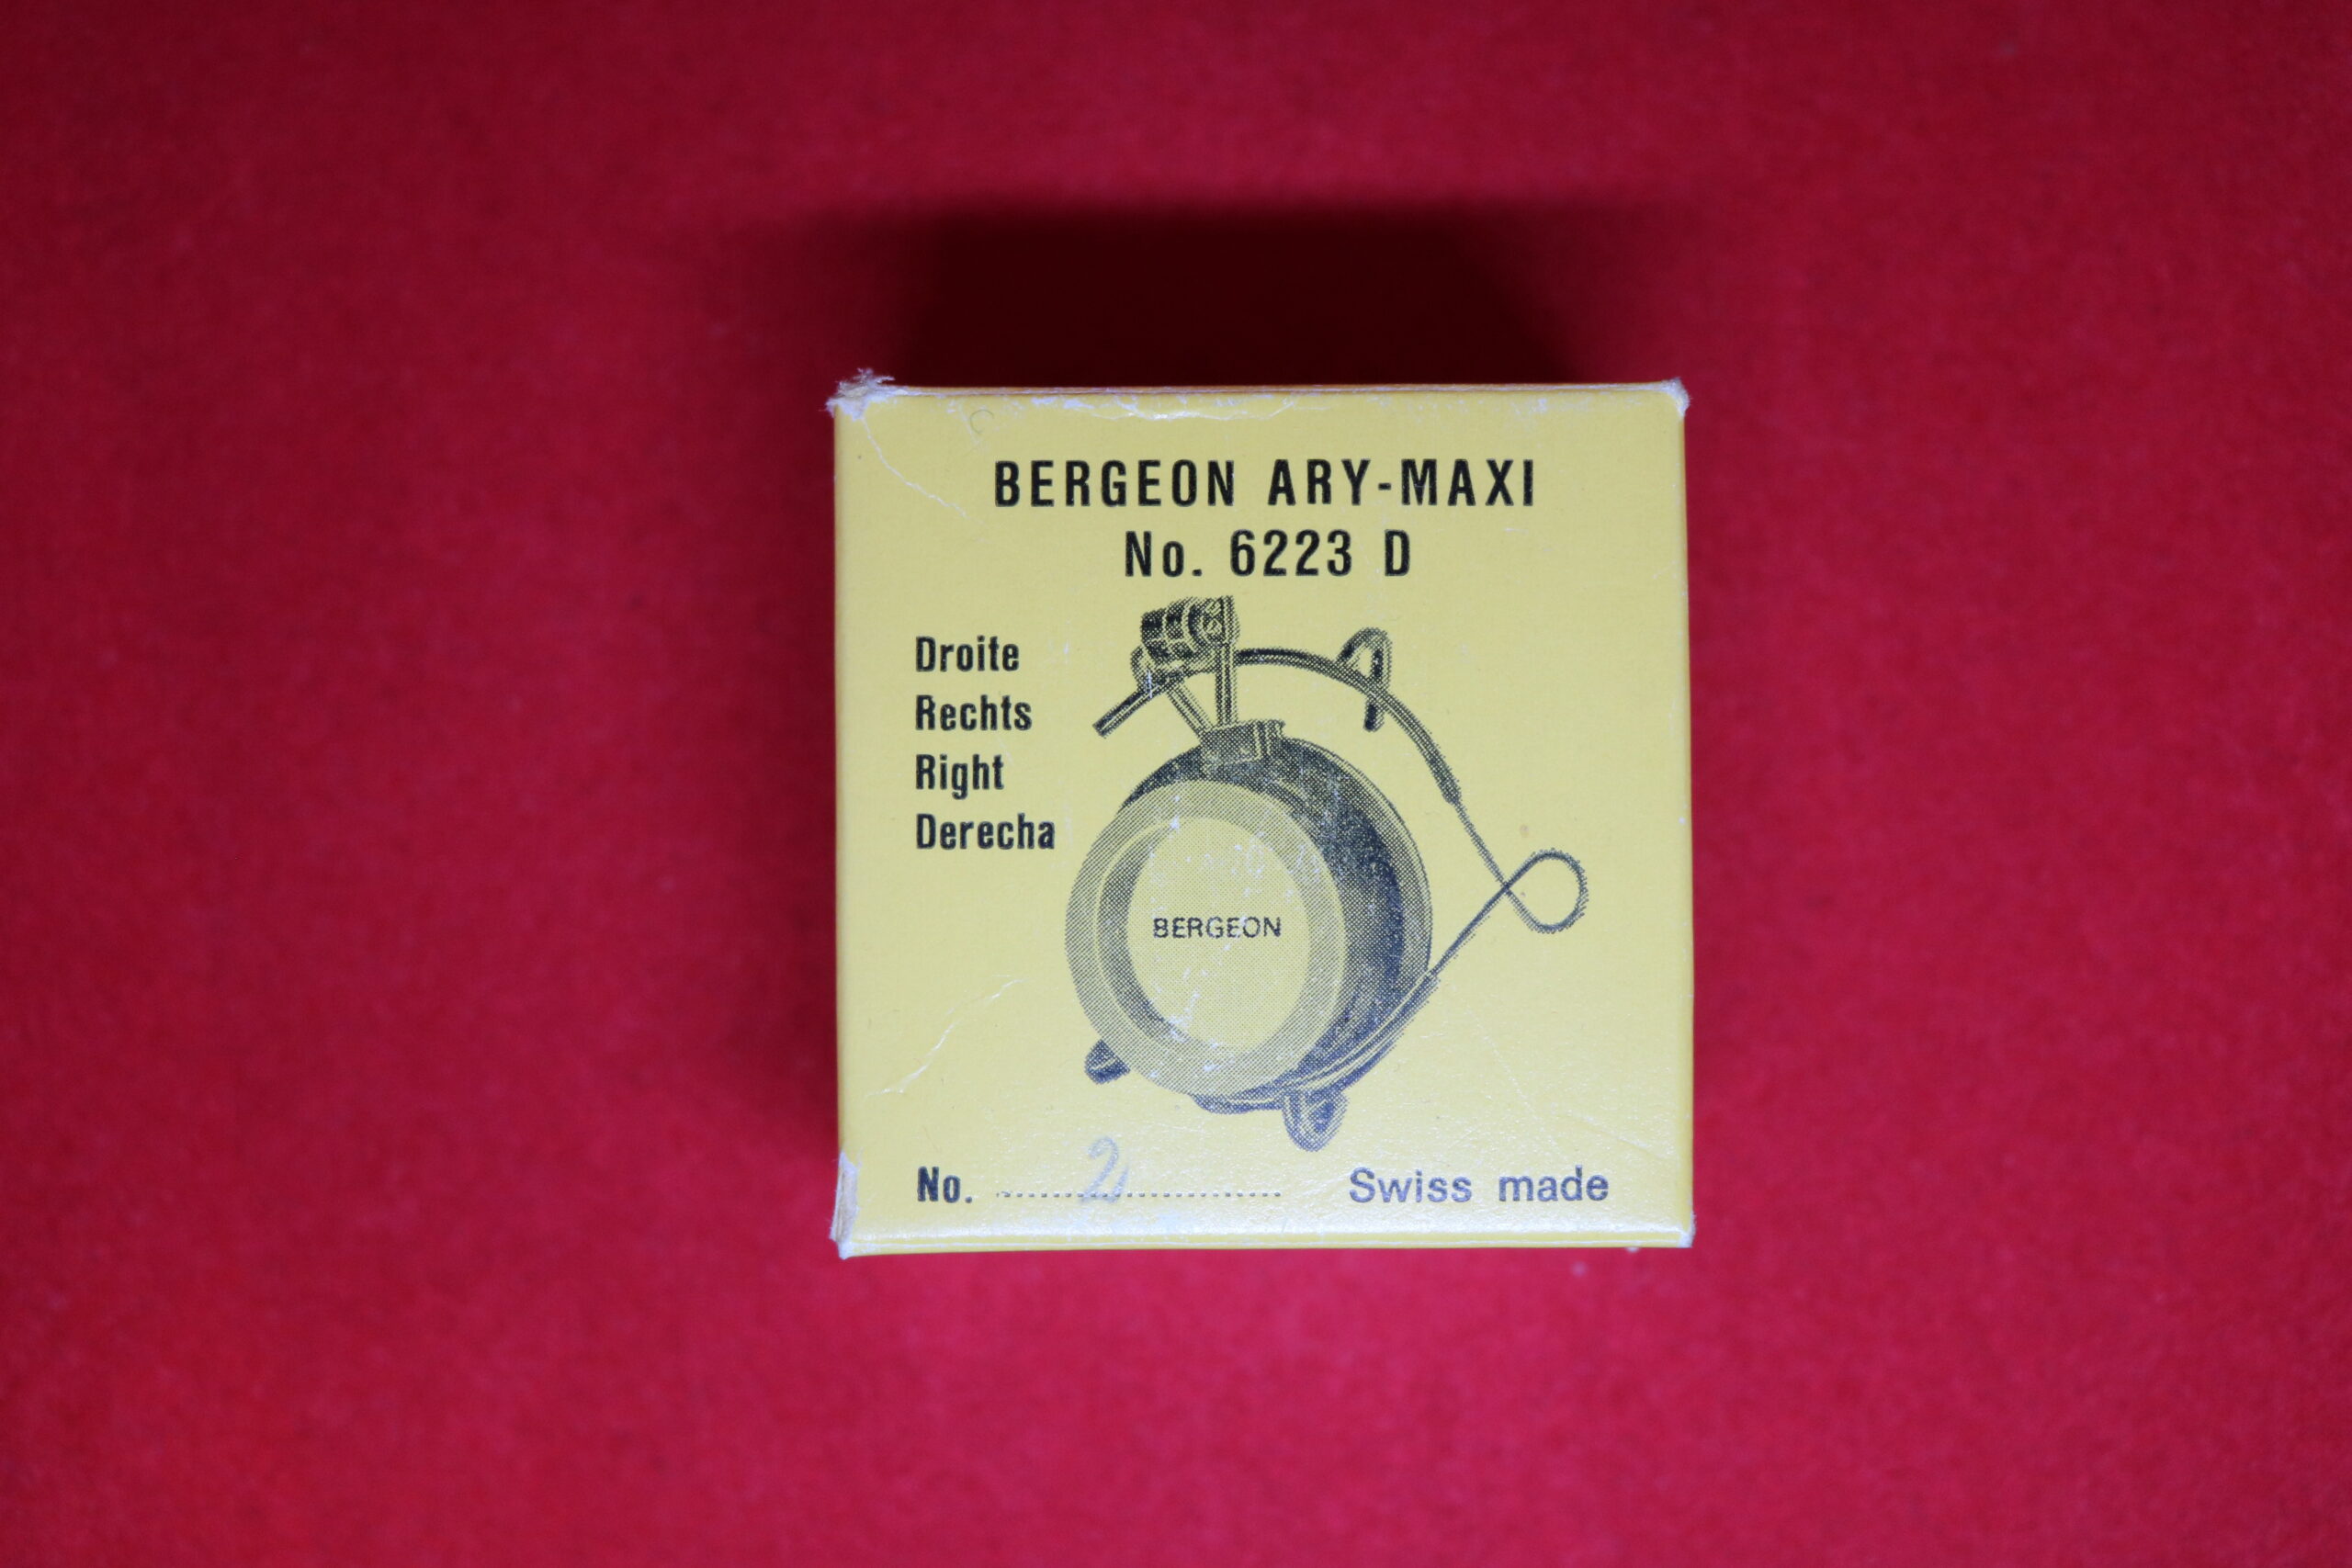 BERGEON ARY-MAXI
No. 6223 D
Droite
Rechts
Right
Derecha
BERGEON
No. 2 Swiss made